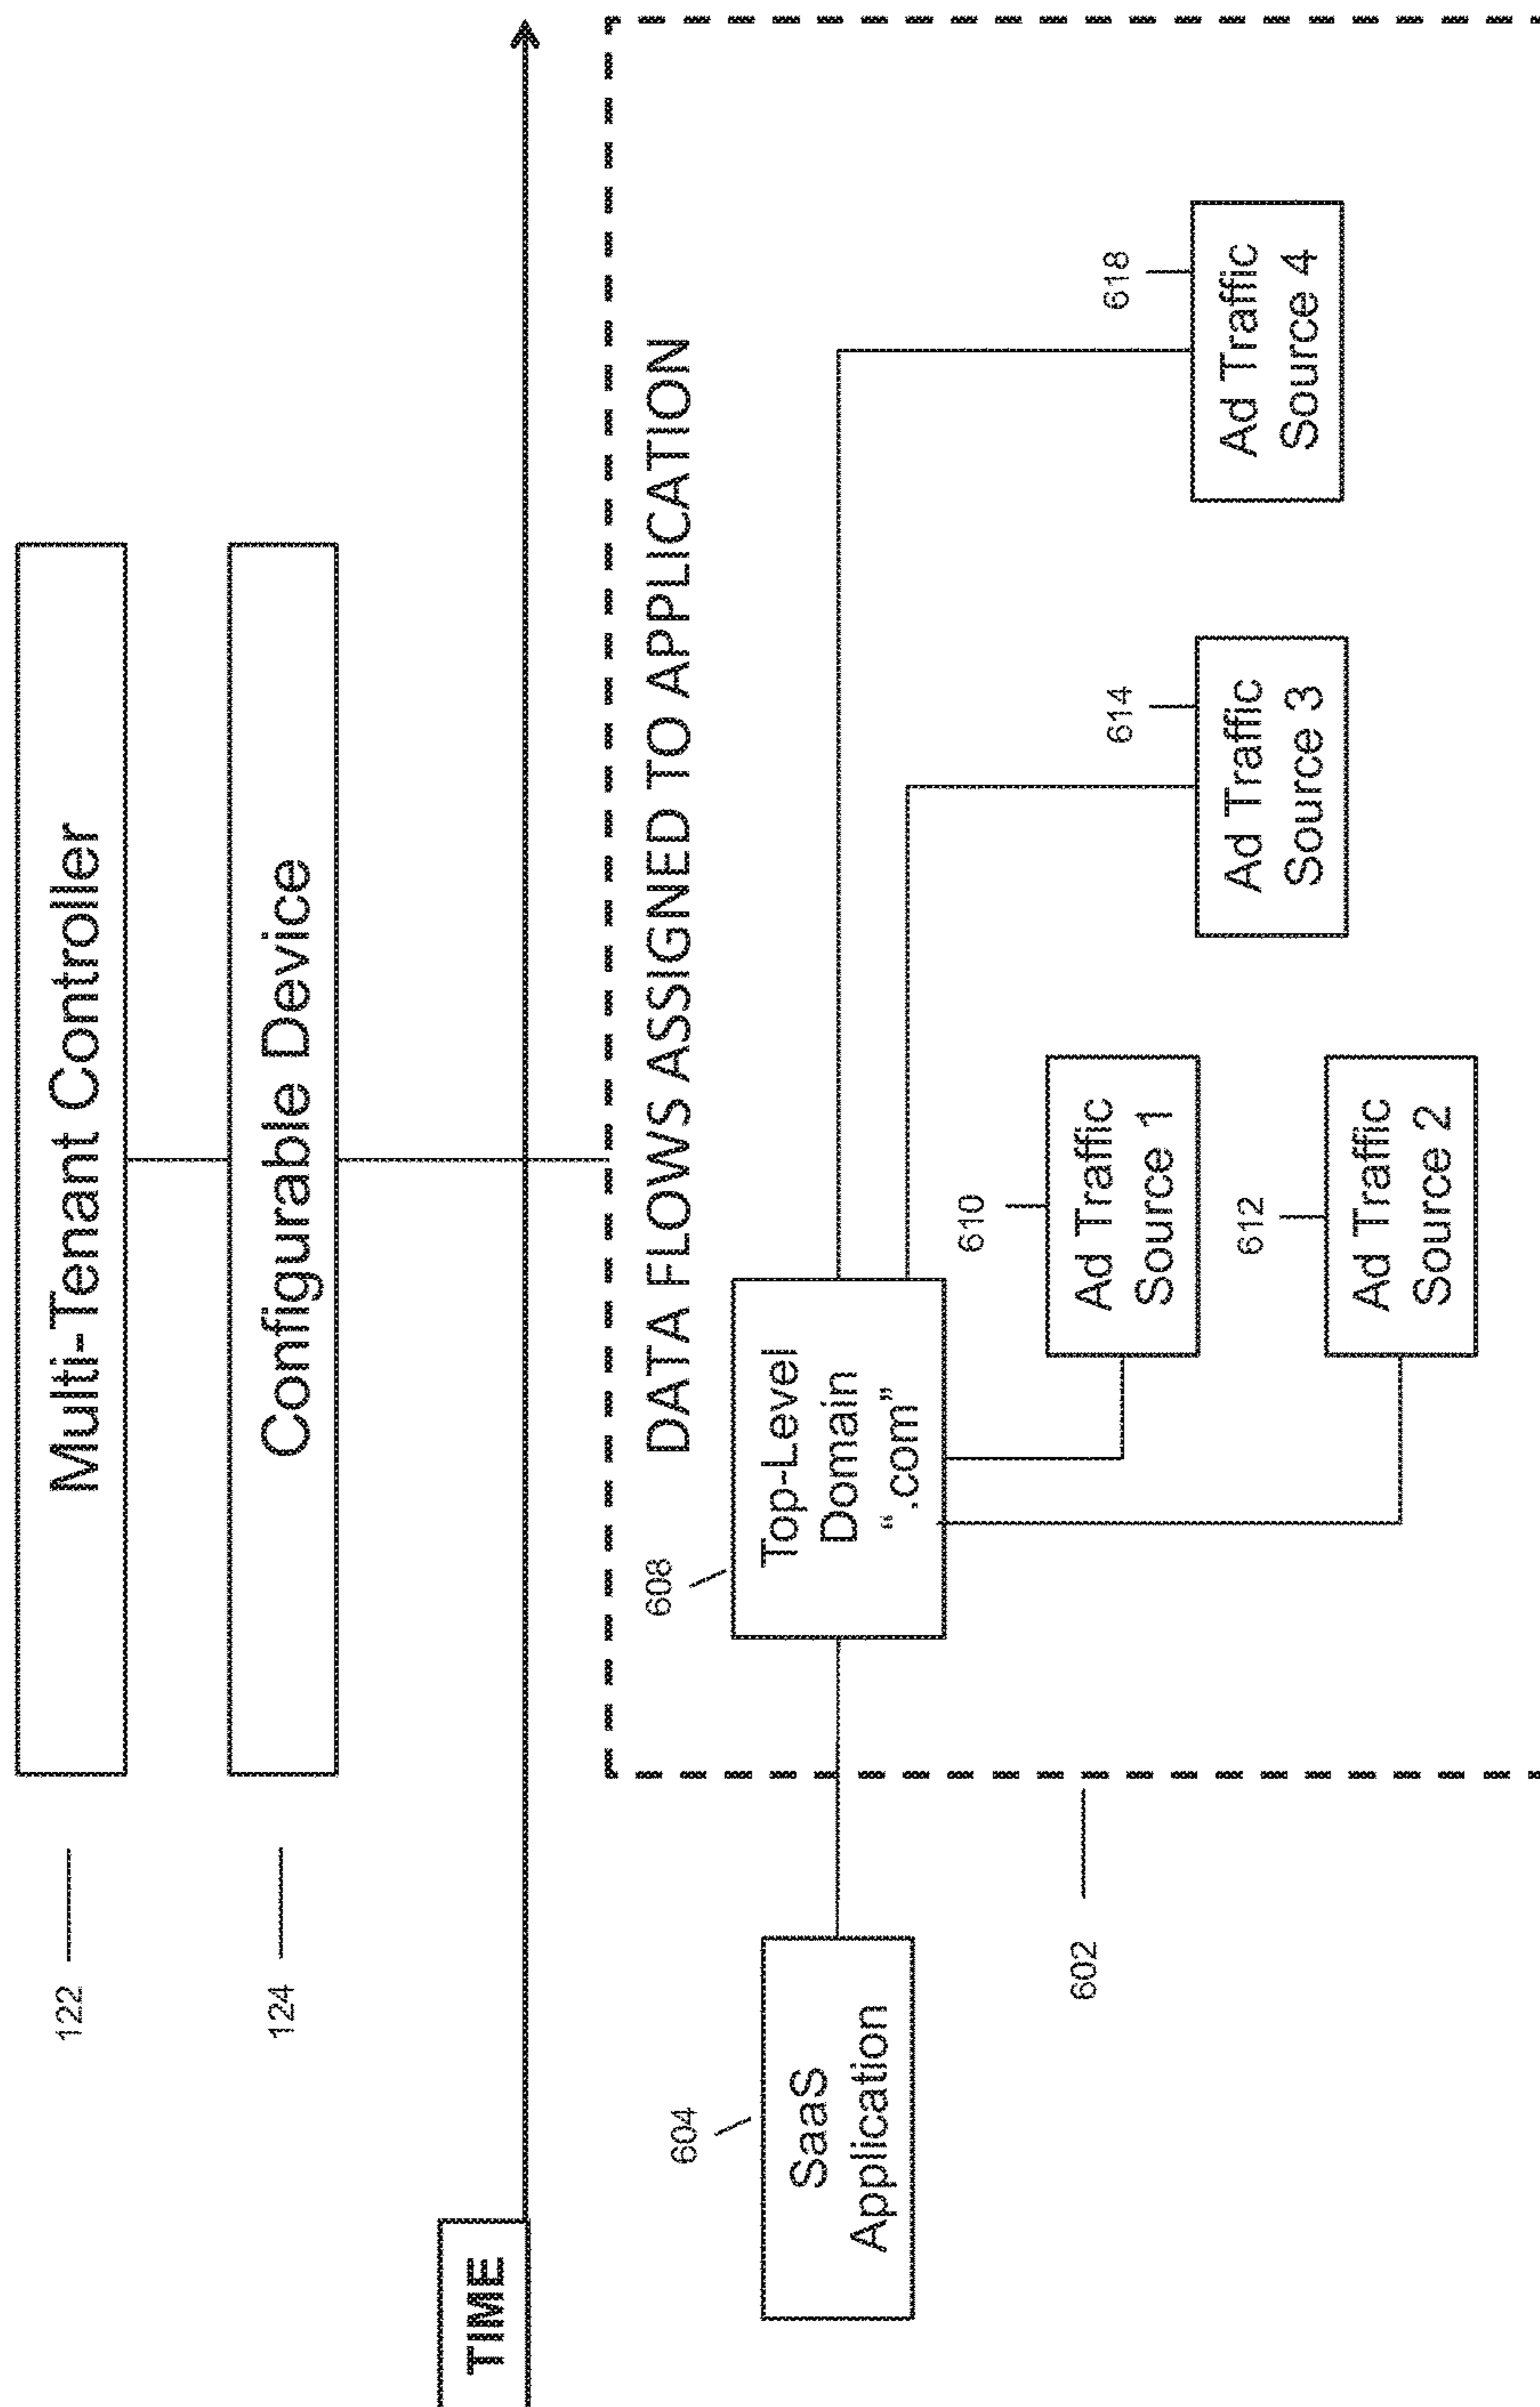 122
Multi-Tenant Controller
124
Configurable Device
TIME
DATA FLOWS ASSIGNED TO APPLICATION
604
SaaS
Application
608
Top-Level
Domain
“.com”
602
610
Ad Traffic
Source 1
612
Ad Traffic
Source 2
614
Ad Traffic
Source 3
618
Ad Traffic
Source 4